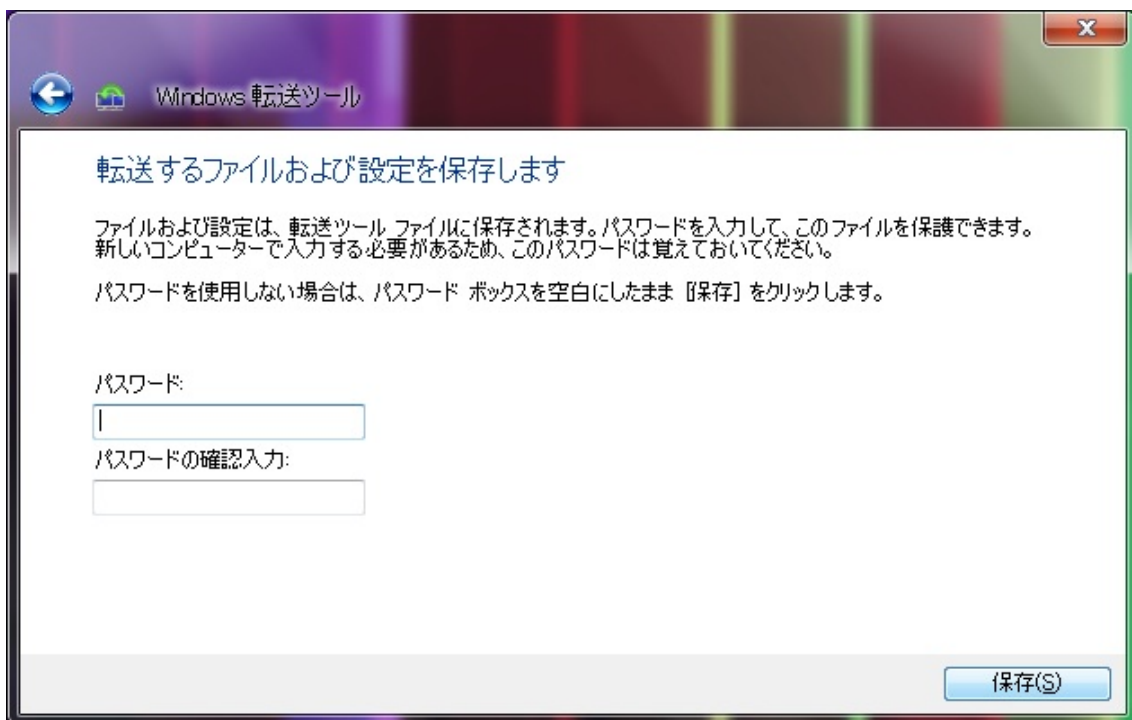 Windows 転送ツール
転送するファイルおよび設定を保存します
ファイルおよび設定は、転送ツール ファイルに保存されます。パスワードを入力して、このファイルを保護できます。
新しいコンピューターで入力する必要があるため、このパスワードは覚えておいてください。
パスワードを使用しない場合は、パスワード ボックスを空白にしたまま [保存] をクリックします。
パスワード:
パスワードの確認入力:
保存(S)